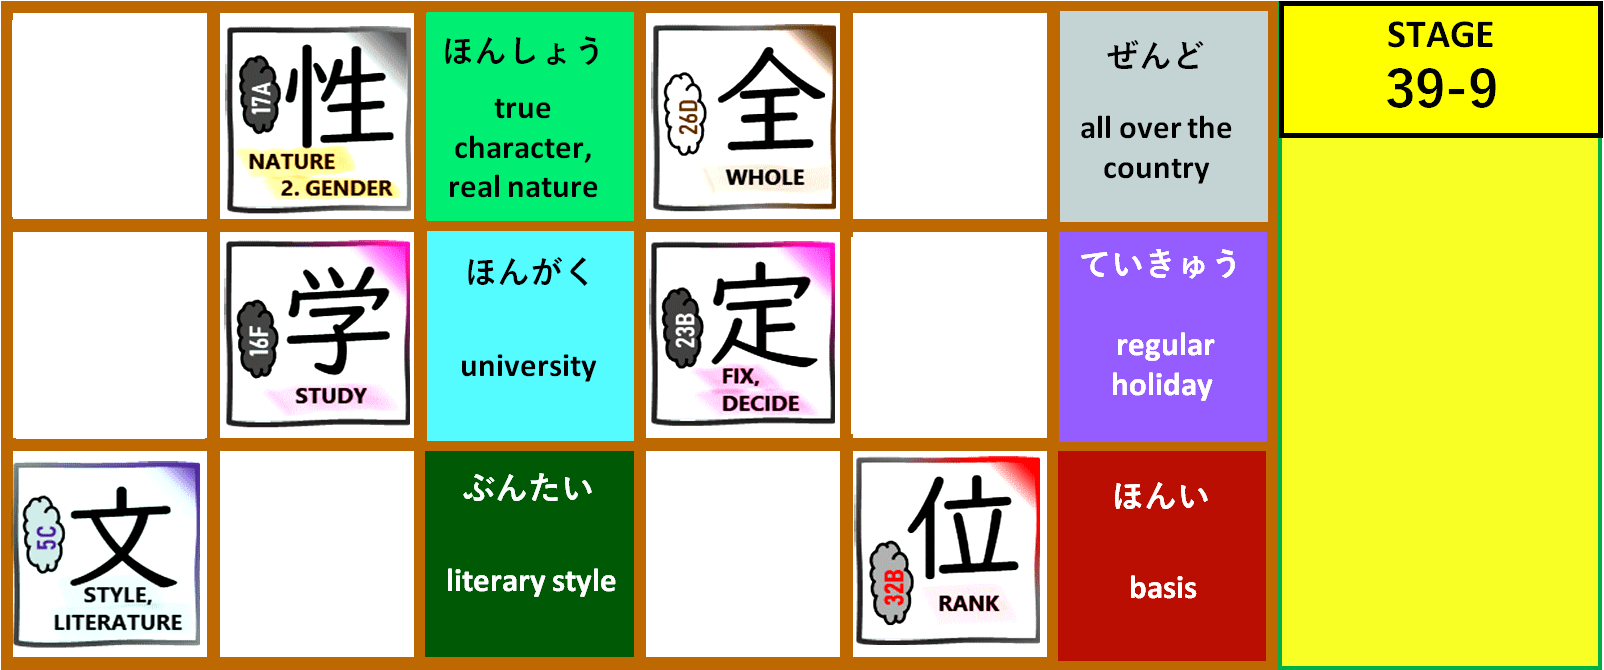 17A
性
NATURE
2. GENDER
ほんしょう
true
character,
real nature
26D
全
WHOLE
ぜんど
all over the
country
STAGE
39-9
16F
学
STUDY
ほんがく
university
23B
定
FIX,
DECIDE
ていきゅう
regular
holiday
5C
文
STYLE,
LITERATURE
ぶんたい
literary style
32B
位
RANK
ほんい
basis